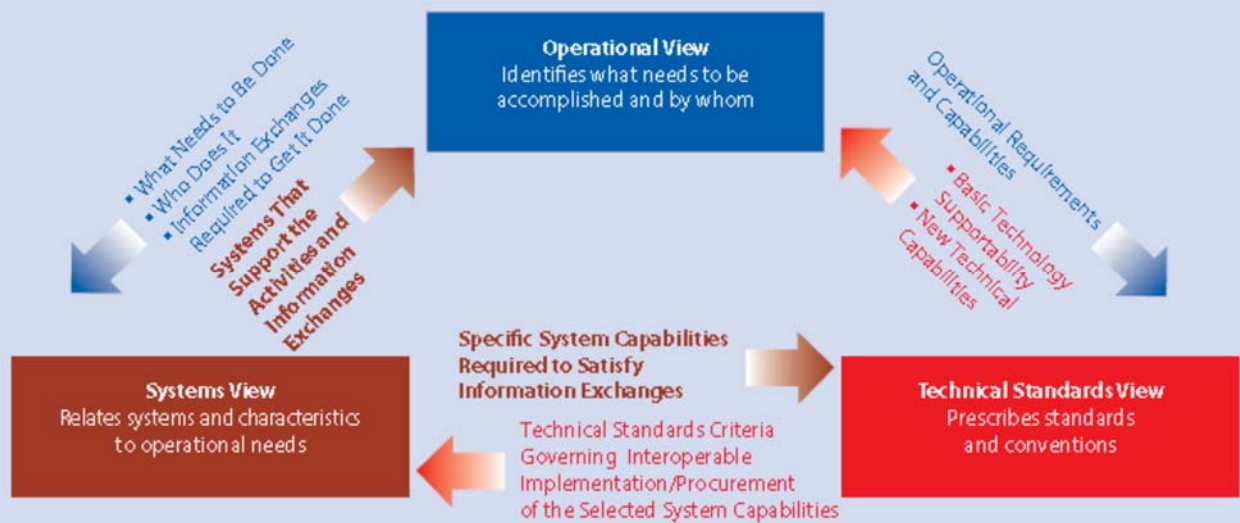 Operational View
Identifies what needs to be
accomplished and by whom
▪ What Needs to Be Done
▪ Who Does It
▪ Information Exchanges
Required to Get It Done
Systems That
Support the
Activities and
Information
Exchanges
Operational Requirements
and Capabilities
▪ Basic Technology
Supportability
▪ New Technical
Capabilities
Systems View
Relates systems and characteristics
to operational needs
Specific System Capabilities
Required to Satisfy
Information Exchanges
Technical Standards Criteria
Governing Interoperable
Implementation/Procurement
of the Selected System Capabilities
Technical Standards View
Prescribes standards
and conventions